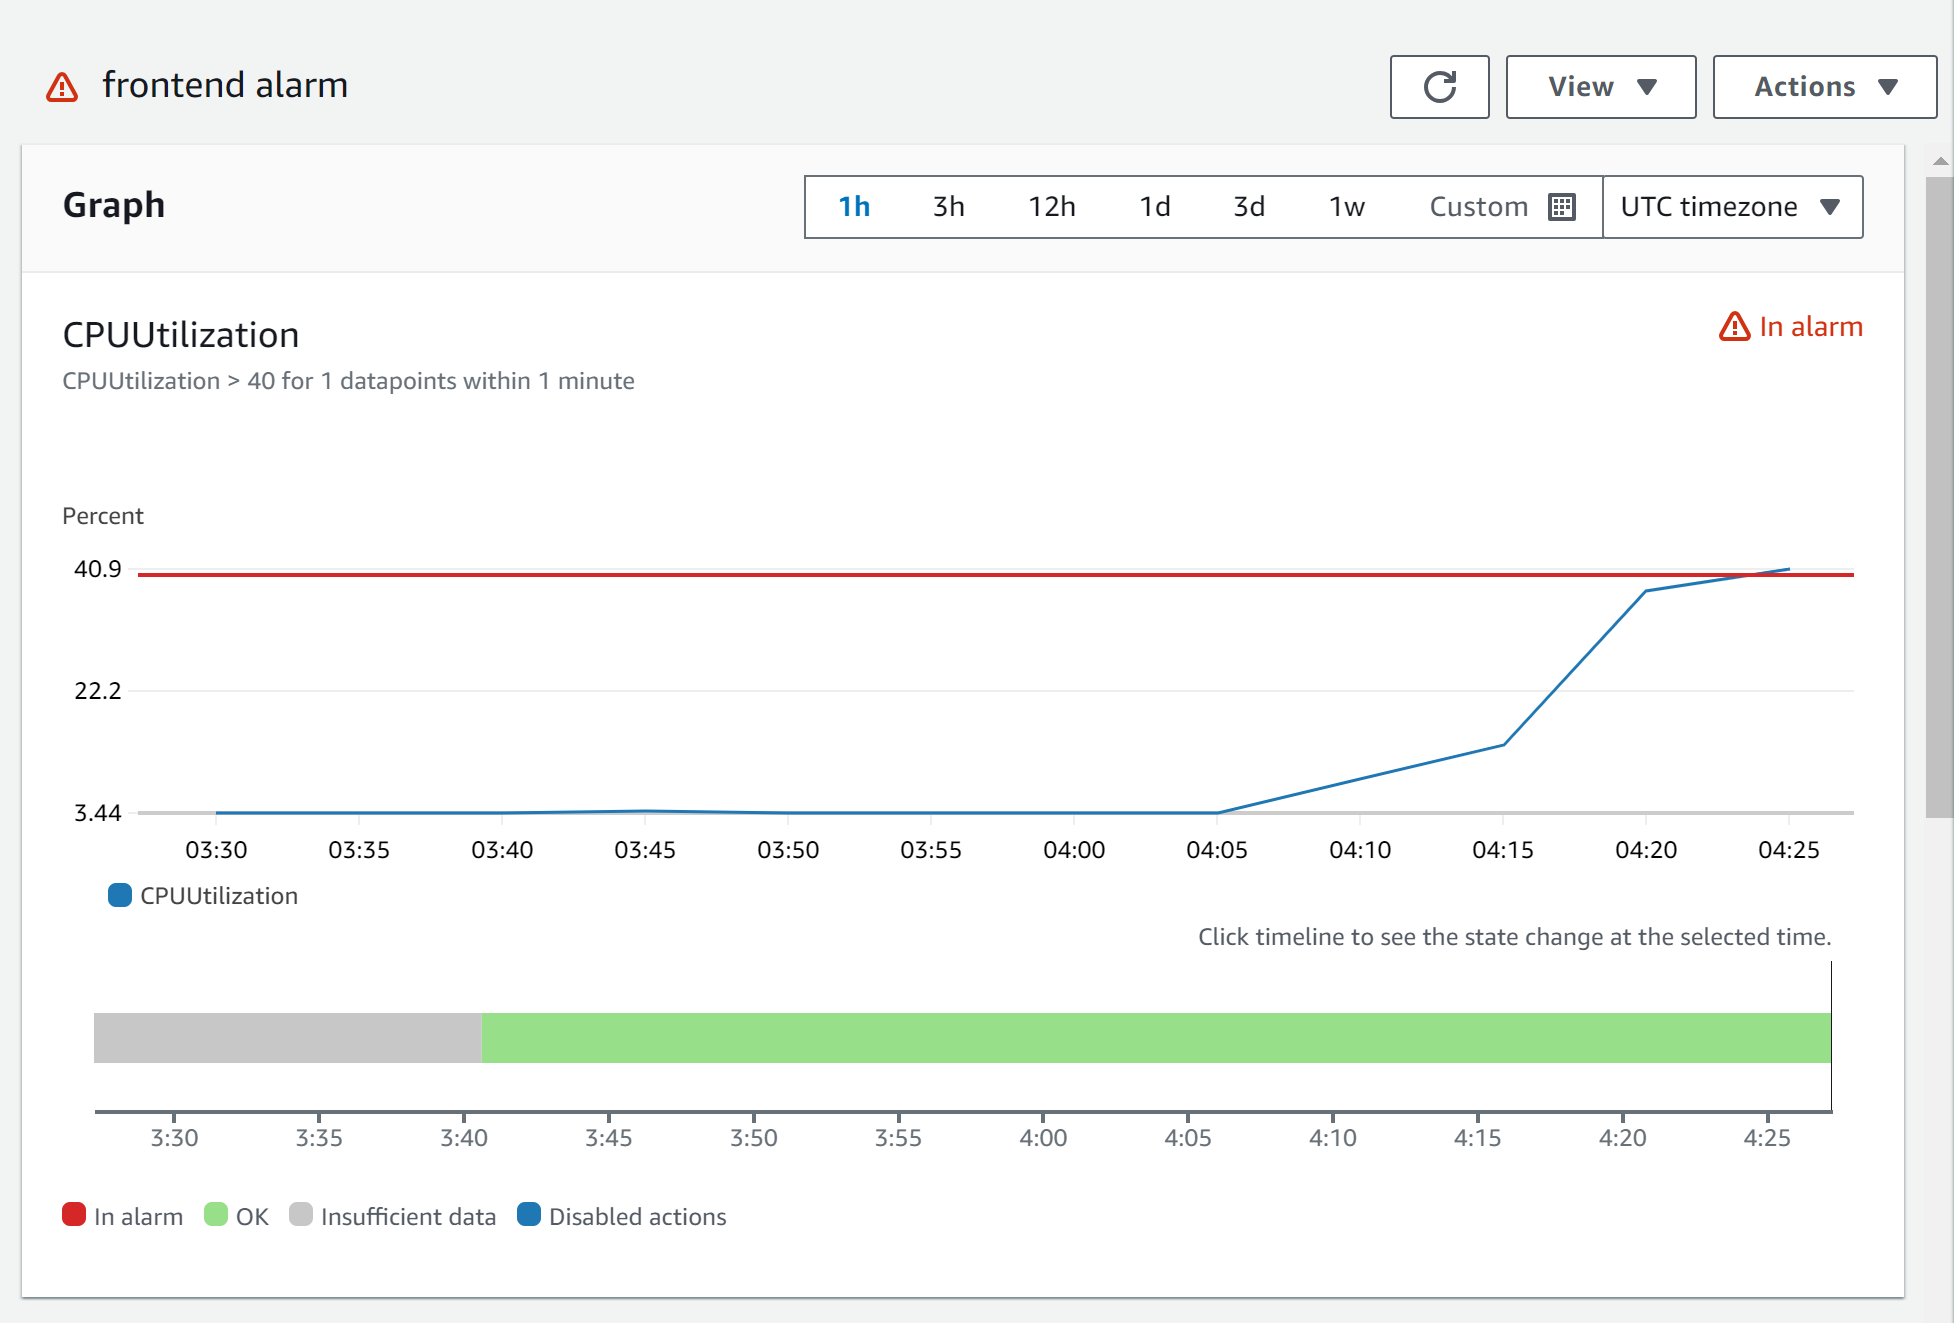 frontend alarm
View
Actions
Graph
1h 3h 12h 1d 3d 1w Custom UTC timezone
CPUUtilization
In alarm
CPUUtilization > 40 for 1 datapoints within 1 minute
Percent
40.9
22.2
3.44
03:30 03:35 03:40 03:45 03:50 03:55 04:00 04:05 04:10 04:15 04:20 04:25
CPUUtilization
Click timeline to see the state change at the selected time.
3:30 3:35 3:40 3:45 3:50 3:55 4:00 4:05 4:10 4:15 4:20 4:25
In alarm OK Insufficient data Disabled actions